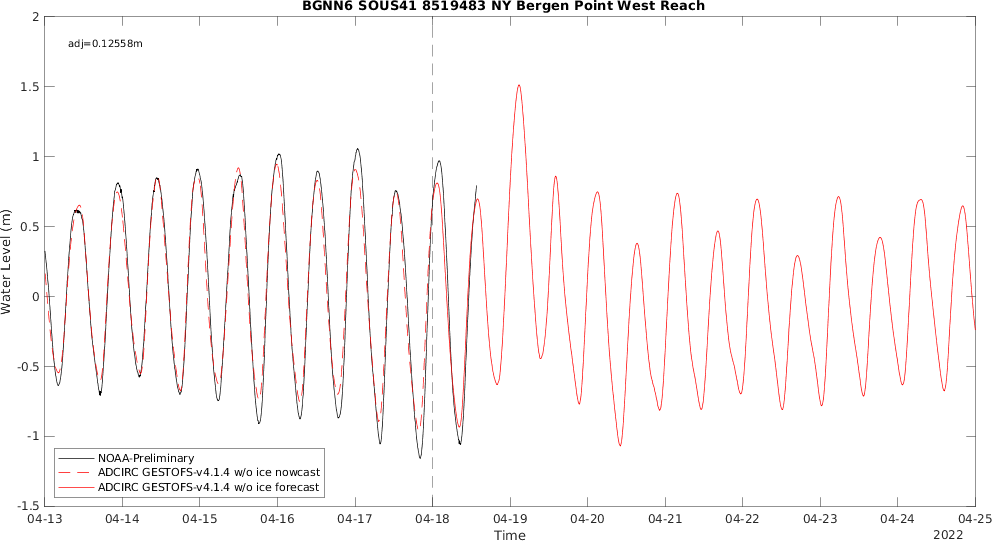 BGNN6 SOUS41 8519483 NY Bergen Point West Reach
adj=0.12558m
2
1.5
1
0.5
0
-0.5
-1
-1.5
Water Level (m)
NOAA-Preliminary
ADCIRC GESTOFS-v4.1.4 w/o ice nowcast
ADCIRC GESTOFS-v4.1.4 w/o ice forecast
04-13 04-14 04-15 04-16 04-17 04-18 04-19 04-20 04-21 04-22 04-23 04-24 04-25
Time
2022